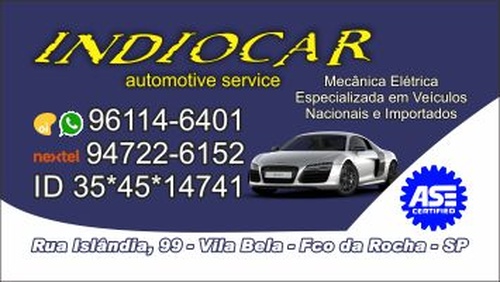 INDIOCAR
automotive service
Mecânica Elétrica
Especializada em Veículos
Nacionais e Importados
oi 96114-6401
nextel 94722-6152
ID 35*45*14741
ASE
CERTIFIED
Rua Islândia, 99 - Vila Bela - Fco da Rocha - SP